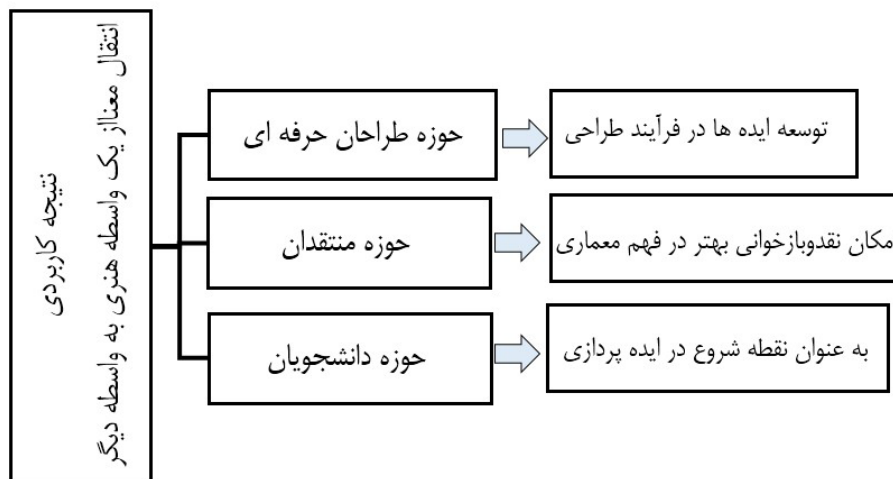 نتیجه کاربردی
انتقال معنااز یک واسطه هنری به واسطه دیگر
حوزه طراحان حرفه ای
توسعه ایده ها در فرآیند طراحی
حوزه منتقدان
مکان نقدوبازخوانی بهتر در فهم معماری
حوزه دانشجویان
به عنوان نقطه شروع در ایده پردازی